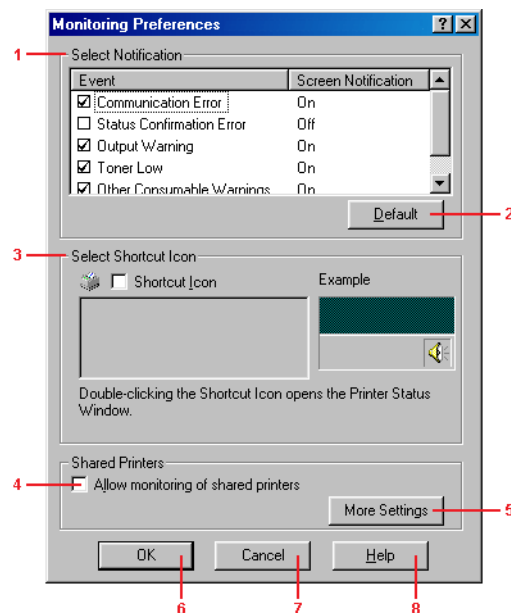 Monitoring Preferences
1
Select Notification
Event Screen Notification
Communication Error On
Status Confirmation Error Off
Output Warning On
Toner Low On
Other Consumable Warnings On
Default
2
3
Select Shortcut Icon
Shortcut Icon Example
Double-clicking the Shortcut Icon opens the Printer Status
Window.
Shared Printers
4
Allow monitoring of shared printers
More Settings
5
OK Cancel Help
6 7 8